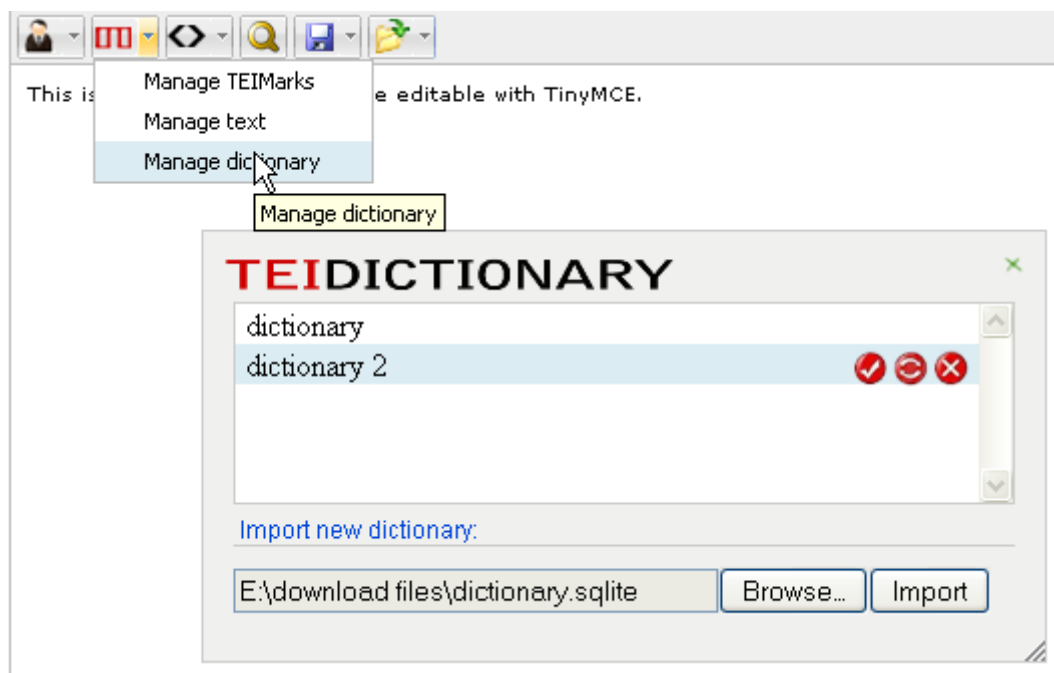 Manage TEIMarks
This is e editable with TinyMCE.
Manage text
Manage dictionary
Manage dictionary
TEIDICTIONARY
dictionary
dictionary 2
Import new dictionary:
E:\download files\dictionary.sqlite Browse... Import